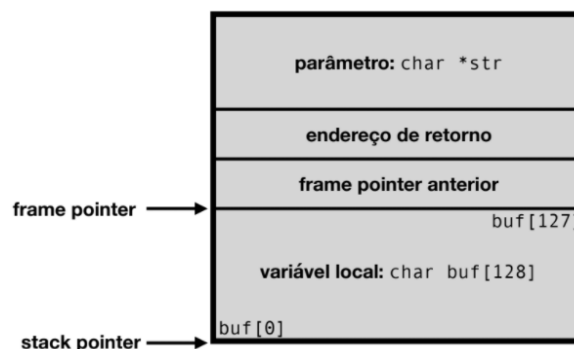 parâmetro: char *str
endereço de retorno
frame pointer anterior
frame pointer
buf[127]
variável local: char buf[128]
buf[0]
stack pointer